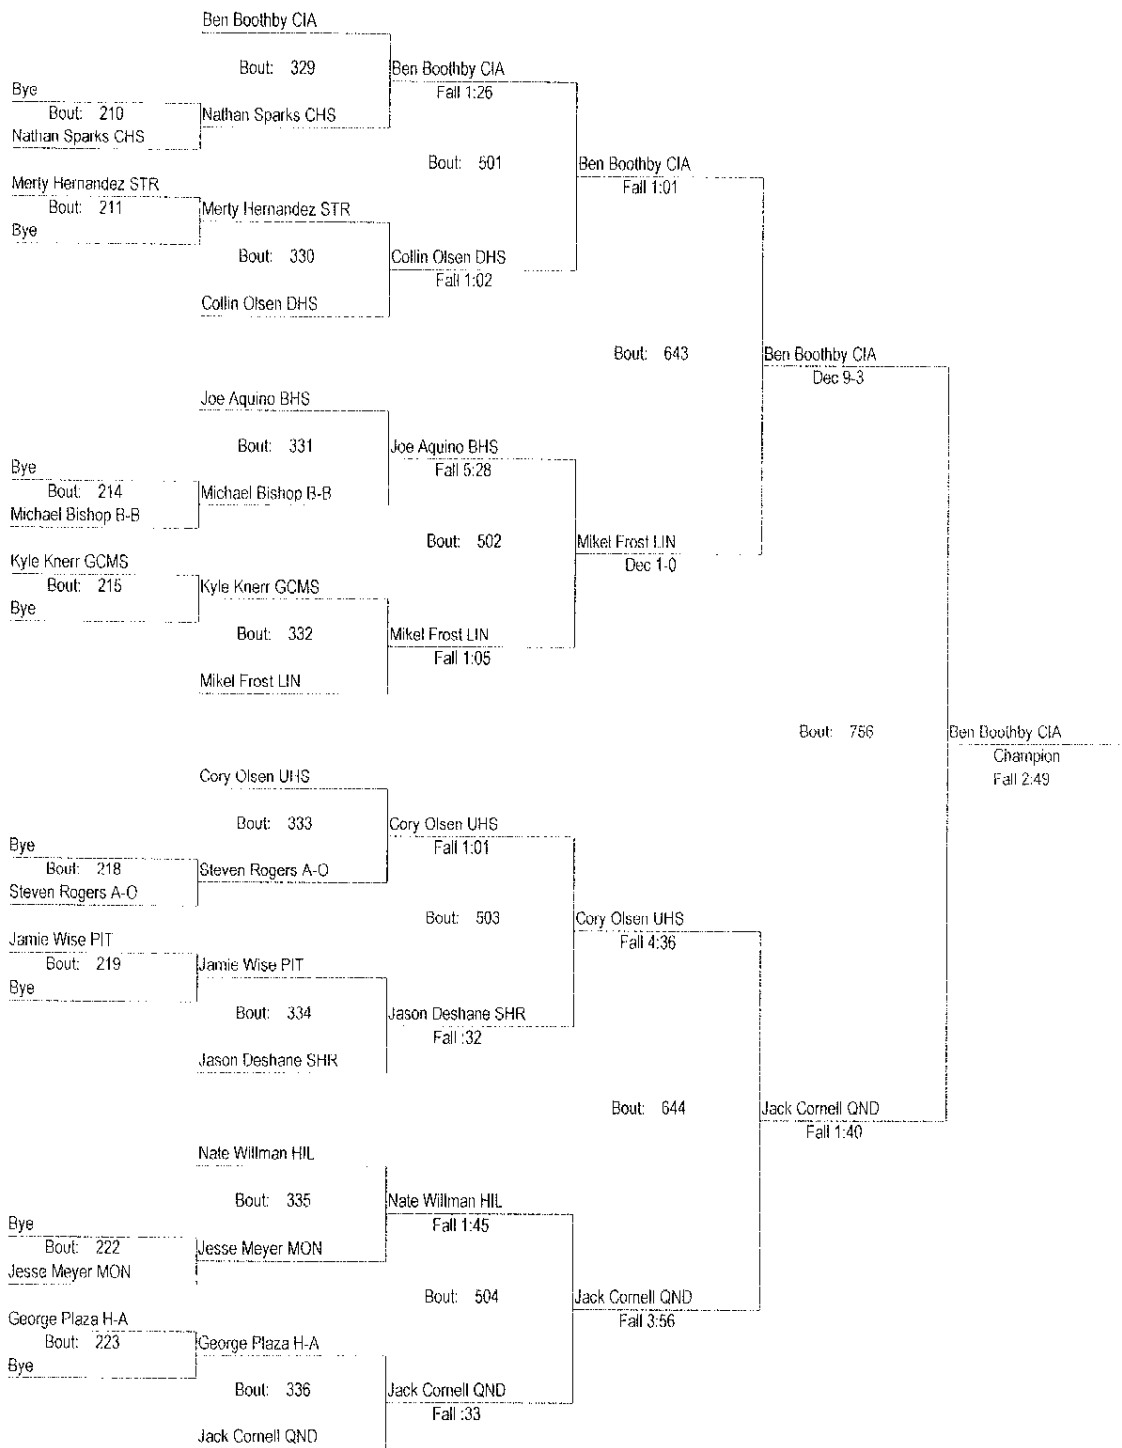 Ben Boothby CIA
Bout: 329
Ben Boothby CIA
Fall 1:26
Bye
Bout: 210
Nathan Sparks CHS
Nathan Sparks CHS
Bout: 501
Ben Boothby CIA
Fall 1:01
Merty Hernandez STR
Bout: 211
Merty Hernandez STR
Bye
Bout: 330
Collin Olsen DHS
Fall 1:02
Collin Olsen DHS
Bout: 643
Ben Boothby CIA
Dec 9-3
Joe Aquino BHS
Bout: 331
Joe Aquino BHS
Fall 5:28
Bye
Bout: 214
Michael Bishop B-B
Michael Bishop B-B
Bout: 502
Mikel Frost LIN
Dec 1-0
Kyle Knerr GCMS
Bout: 215
Kyle Knerr GCMS
Bye
Bout: 332
Mikel Frost LIN
Fall 1:05
Mikel Frost LIN
Bout: 756
Ben Boothby CIA
Champion
Fall 2:49
Cory Olsen UHS
Bout: 333
Cory Olsen UHS
Fall 1:01
Bye
Bout: 218
Steven Rogers A-O
Steven Rogers A-O
Bout: 503
Cory Olsen UHS
Fall 4:36
Jamie Wise PIT
Bout: 219
Jamie Wise PIT
Bye
Bout: 334
Jason Deshane SHR
Fall :32
Jason Deshane SHR
Bout: 644
Jack Cornell QND
Fall 1:40
Nate Willman HIL
Bout: 335
Nate Willman HIL
Fall 1:45
Bye
Bout: 222
Jesse Meyer MON
Jesse Meyer MON
Bout: 504
Jack Cornell QND
Fall 3:56
George Plaza H-A
Bout: 223
George Plaza H-A
Bye
Bout: 336
Jack Cornell QND
Fall :33
Jack Cornell QND